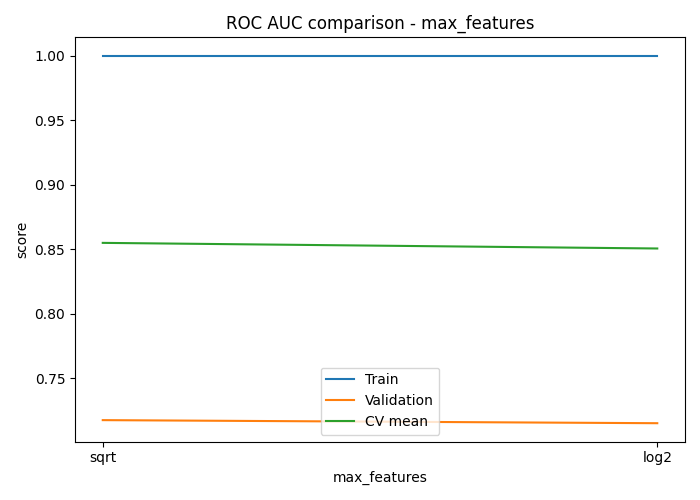 ROC AUC comparison - max_features
score
1.00
0.95
0.90
0.85
0.80
0.75
Train
Validation
CV mean
sqrt
log2
max_features